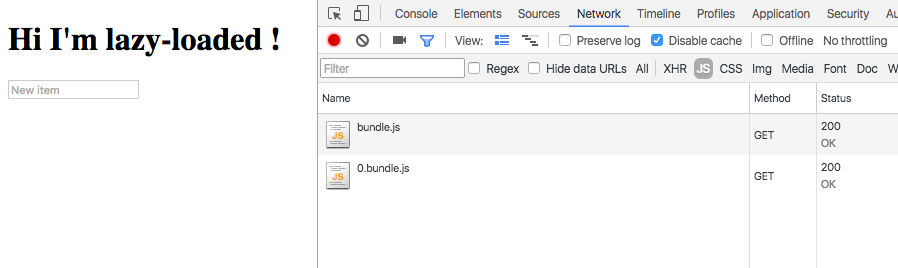 Hi I'm lazy-loaded !
New item
Console Elements Sources Network Timeline Profiles Application Security Au
View: Preserve log Disable cache Offline No throttling
Filter Regex Hide data URLs All XHR JS CSS Img Media Font Doc W
Name Method Status
JS bundle.js GET 200
OK
JS 0.bundle.js GET 200
OK